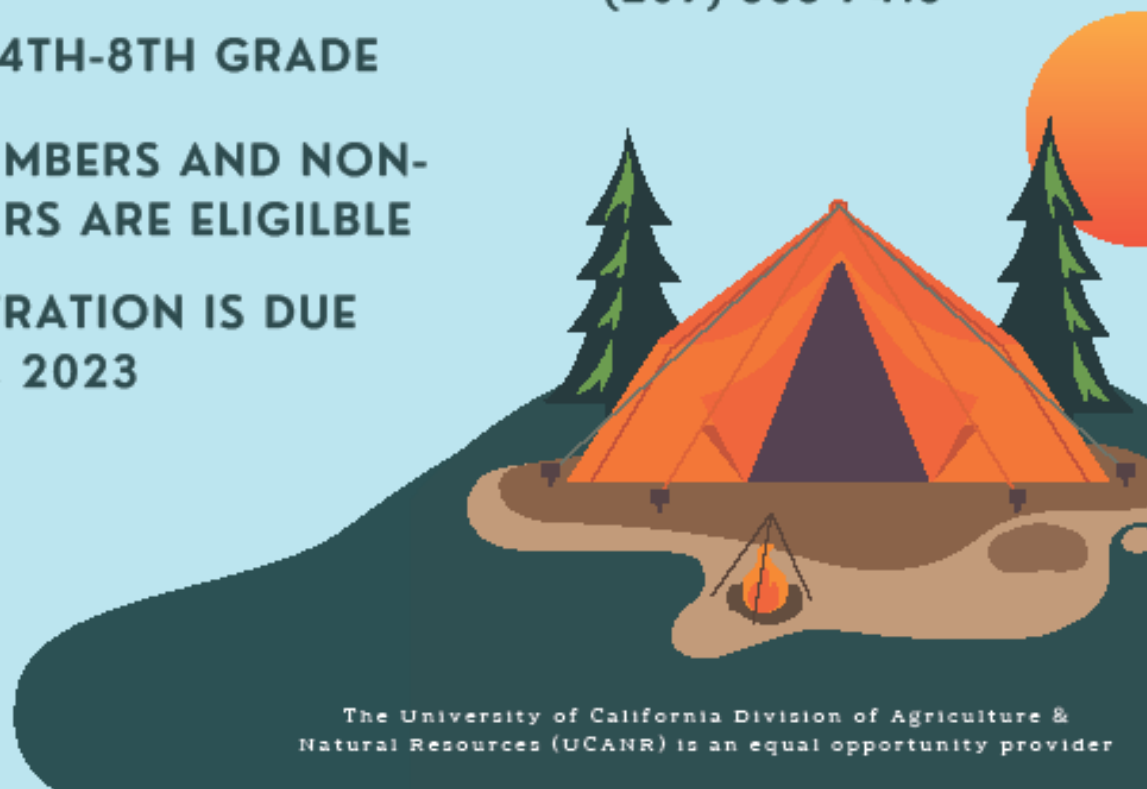 4TH-8TH GRADE
MBERS AND NON-
RS ARE ELIGILBLE
RATION IS DUE
2023
The University of California Division of Agriculture &
Natural Resources (UCANR) is an equal opportunity provider